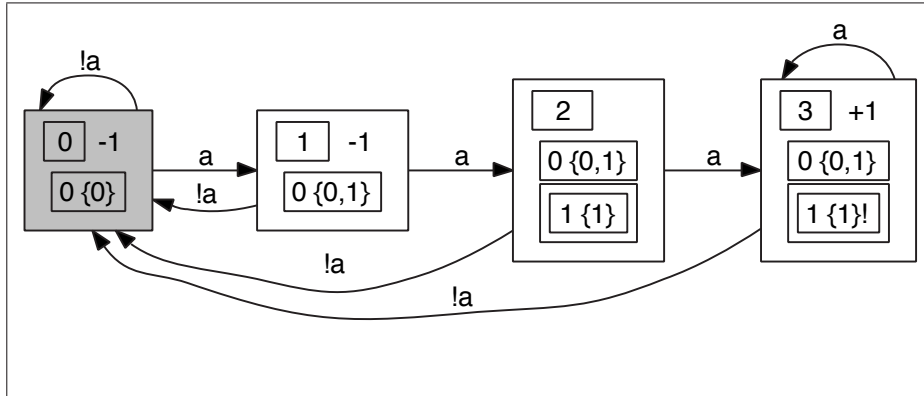 !a
a
0 -1
0 {0}
a
!a
1 -1
0 {0,1}
a
2
0 {0,1}
1 {1}
a
3 +1
0 {0,1}
1 {1}!
!a
!a